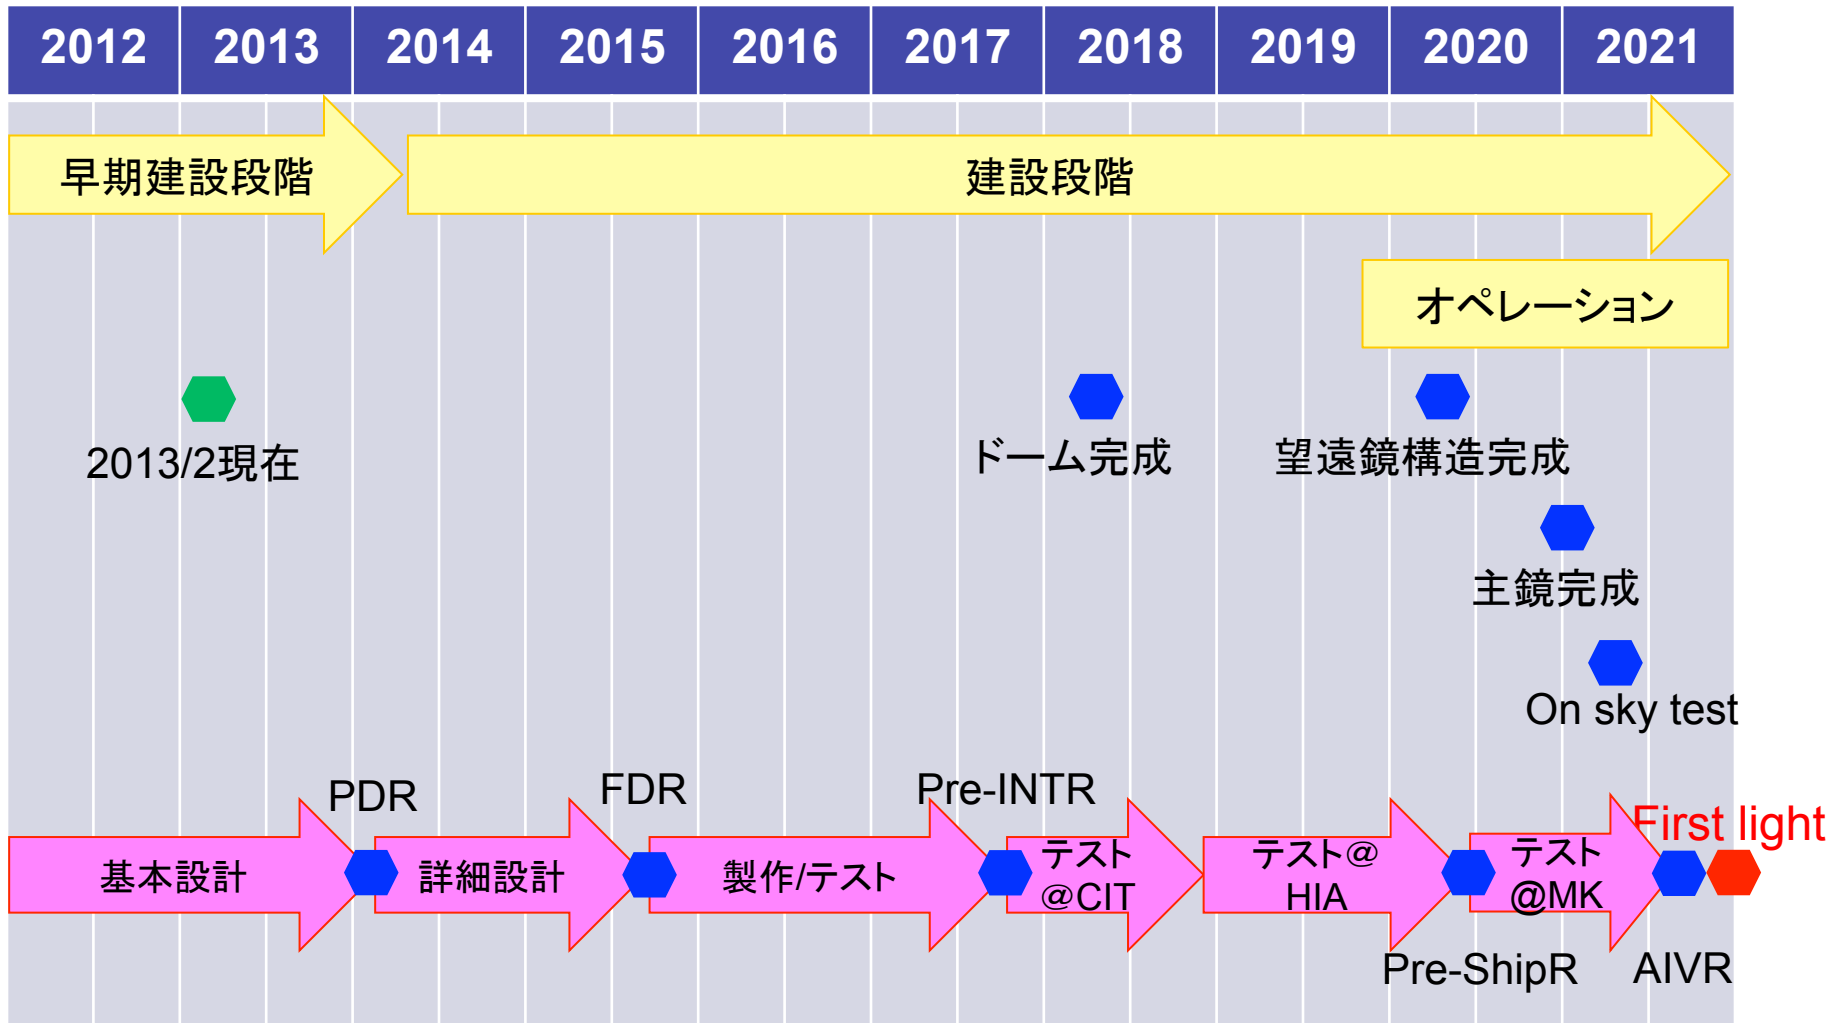 2012 2013 2014 2015 2016 2017 2018 2019 2020 2021
早期建設段階
建設段階
オペレーション
2013/2現在
ドーム完成
望遠鏡構造完成
主鏡完成
On sky test
PDR
FDR
Pre-INTR
First light
基本設計
詳細設計
製作/テスト
テスト
@CIT
テスト@
HIA
テスト
@MK
Pre-ShipR
AIVR